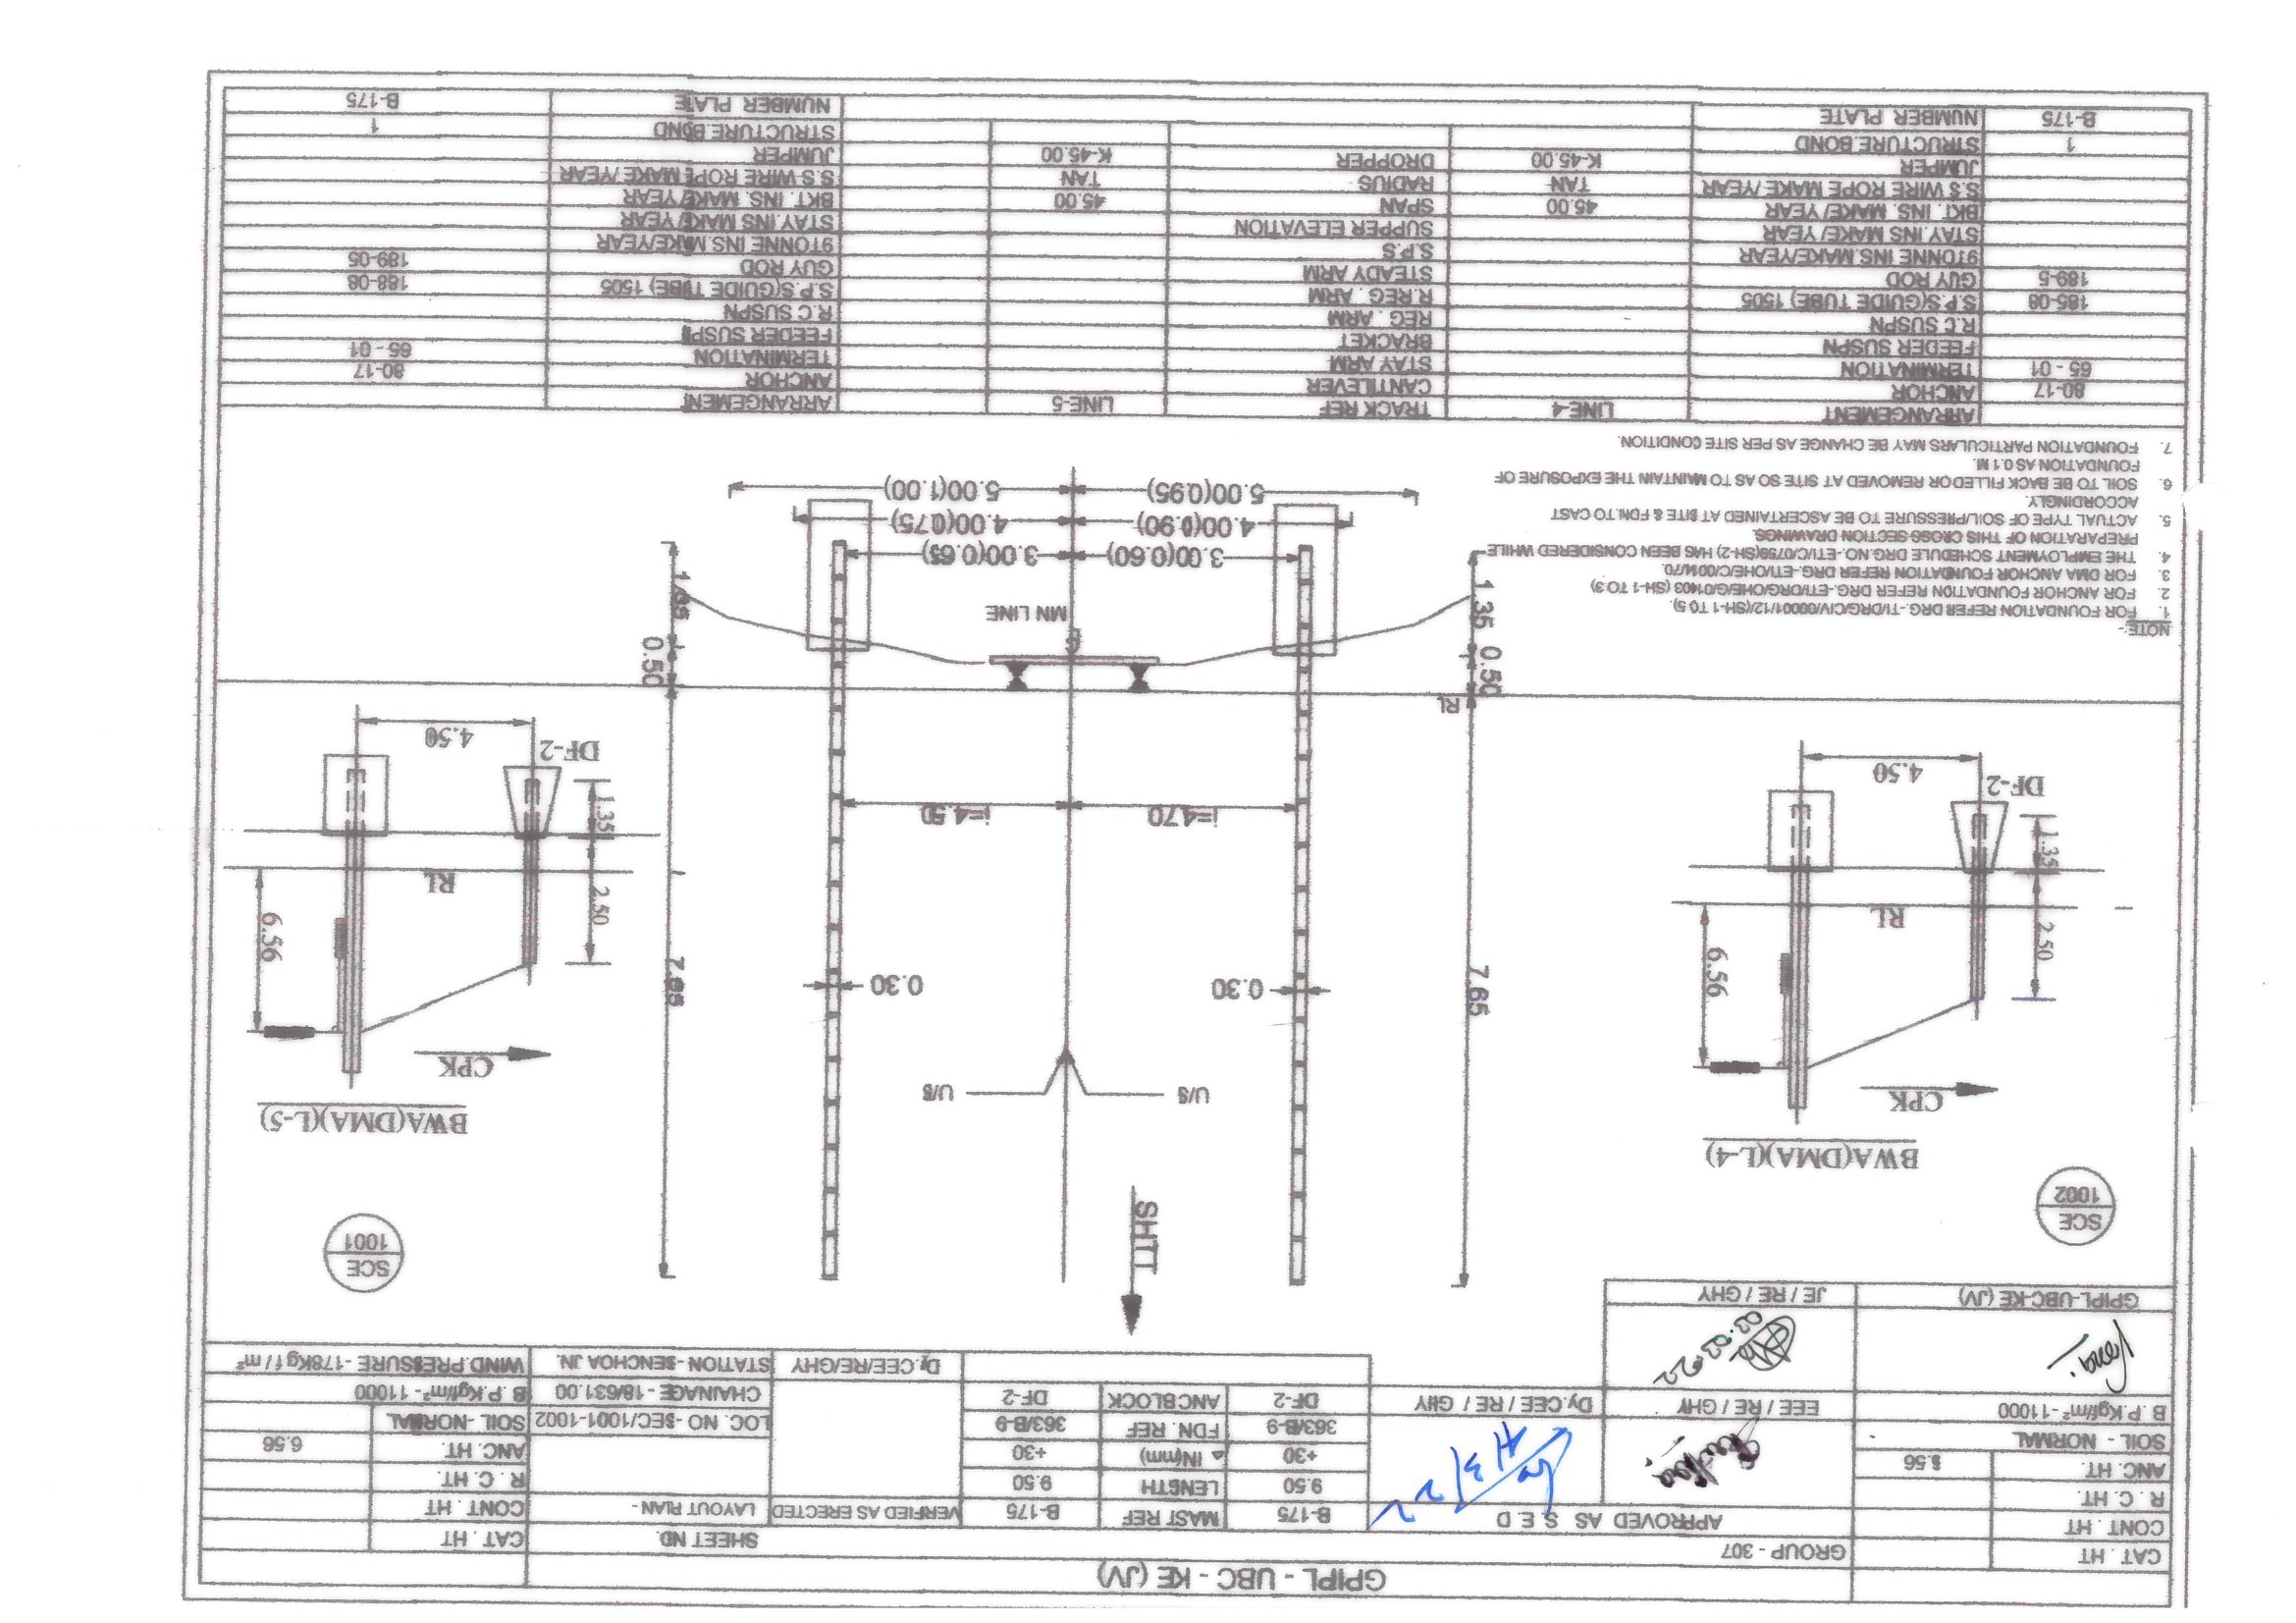 GPIPL - UBC - KE (JV)
CAT . HT
CONT . HT
R . C. HT.
ANC. HT. 6.56
SOIL - NORMAL
B .P.Kgf/m² -11000
GPIPL-UBC-KE (JV)
GROUP - 307
APPROVED AS S.E.D
4/3/22
EEE / RE / GHY
Dy.CEE / RE / GHY
03.03.22
JE / RE / GHY
B-175 MAST REF B-175
9.50 LENGTH 9.50
+30 △ IN(mm) +30
363/B-9 FDN. REF 363/B-9
DF-2 ANCBLOCK DF-2
VERFIED AS ERECTED
Dy.CEE/RE/GHY
SHEET NO.
LAYOUT PLAN -
LOC. NO -SEC/1001-1002
CHAINAGE - 18/631.00
STATION -SENCHOA JN.
CAT . HT
CONT . HT
R . C. HT.
ANC. HT. 6.56
SOIL -NORMAL
B .P.Kgf/m²- 11000
WIND.PRESSURE -178Kg f / m²
SCE
1002
BWA(DMA)(L-4)
CPK
2.50
6.56
RL
1.35
DF-2
4.50
SHTT
U/S
U/S
7.65
0.30
0.30
7.65
i=4.70
i=4.50
RL
0.50
0.50
1.35
1.35
MN LINE
3.00(0.60)
3.00(0.65)
4.00(0.90)
4.00(0.75)
5.00(0.95)
5.00(1.00)
SCE
1001
BWA(DMA)(L-5)
CPK
2.50
6.56
RL
1.35
DF-2
4.50
NOTE:-
1. FOR FOUNDATION REFER DRG.-TI/DRG/CIV/00001/12/(SH-1 TO 5).
2. FOR ANCHOR FOUNDATION REFER DRG.-ETI/DRG/OHE/G/01403 (SH-1 TO 3)
3. FOR DMA ANCHOR FOUNDATION REFER DRG.-ETI/OHE/C/0014/70.
4. THE EMPLOYMENT SCHEDULE DRG.NO.-ETI/C/0759(SH-2) HAS BEEN CONSIDERED WHILE
PREPARATION OF THIS CROSS SECTION DRAWINGS.
5. ACTUAL TYPE OF SOIL/PRESSURE TO BE ASCERTAINED AT SITE & FDN.TO CAST
ACCORDINGLY.
6. SOIL TO BE BACK FILLED OR REMOVED AT SITE SO AS TO MAINTAIN THE EXPOSURE OF
FOUNDATION AS 0.1 M.
7. FOUNDATION PARTICULARS MAY BE CHANGE AS PER SITE CONDITION.
ARRANGEMENT LINE-4 TRACK REF LINE-5 ARRANGEMENT
80-17 ANCHOR CANTILEVER ANCHOR 80-17
65 - 01 TERMINATION STAY ARM TERMINATION 65 - 01
FEEDER SUSPN BRACKET FEEDER SUSPN
R.C SUSPN REG . ARM R.C SUSPN
185-08 S.P.S(GUIDE TUBE) 1505 R.REG . ARM S.P.S(GUIDE TUBE) 1505 188-08
189-5 GUY ROD STEADY ARM GUY ROD 189-05
9TONNE INS.MAKE/YEAR S.P.S 9TONNE INS.MAKE/YEAR
STAY.INS MAKE/ YEAR SUPPER ELEVATION STAY.INS MAKE/ YEAR
BKT. INS. MAKE/ YEAR 45.00 SPAN 45.00 BKT. INS. MAKE/ YEAR
S.S WIRE ROPE MAKE /YEAR TAN RADIUS TAN S.S WIRE ROPE MAKE /YEAR
JUMPER K-45.00 DROPPER K-45.00 JUMPER
1 STRUCTURE.BOND STRUCTURE.BOND 1
B-175 NUMBER PLATE NUMBER PLATE B-175